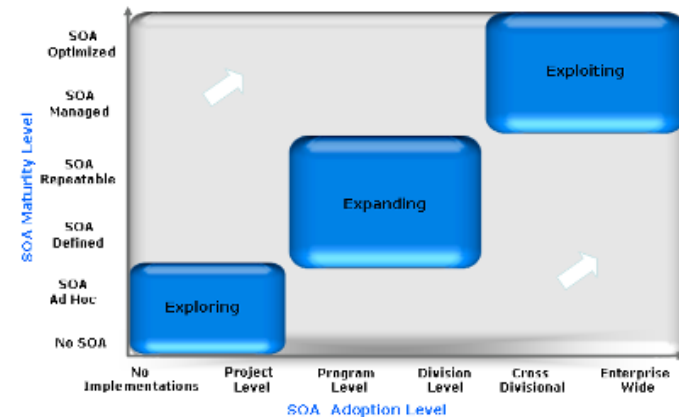 SOA
Optimized
SOA
Managed
SOA
Repeatable
SOA
Defined
SOA
Ad Hoc
No SOA
SOA Maturity Level
Exploiting
Expanding
Exploring
No
Implementations
Project
Level
Program
Level
Division
Level
Cross
Divisional
Enterprise
Wide
SOA Adoption Level